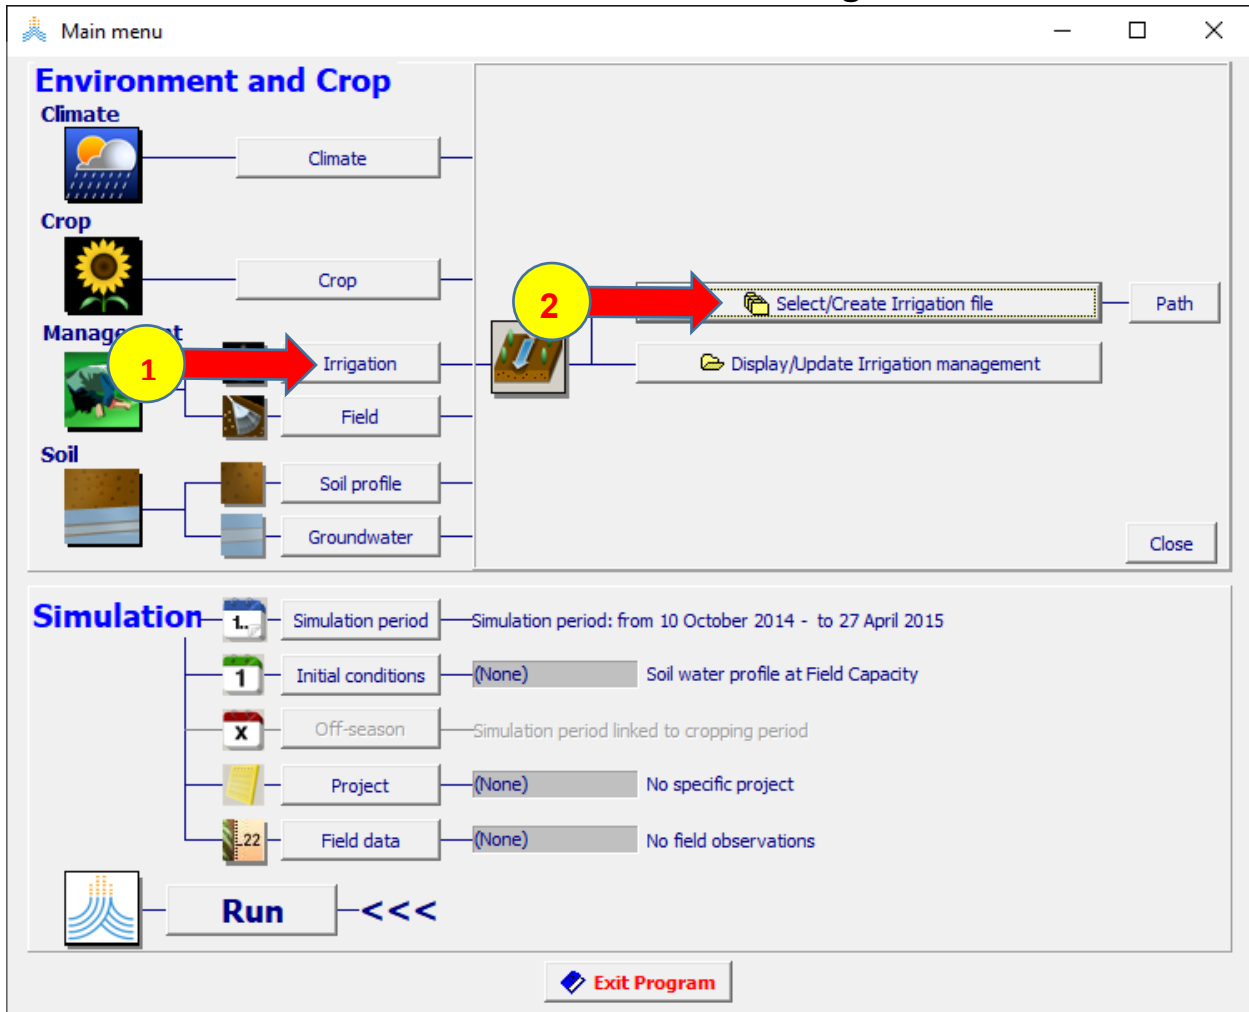 Main menu
Environment and Crop
Climate
Climate
Crop
Crop
2
Select/Create Irrigation file
Path
Management
1
Irrigation
Display/Update Irrigation management
Field
Soil
Soil profile
Groundwater
Close
Simulation
1..
Simulation period
Simulation period: from 10 October 2014 - to 27 April 2015
1
Initial conditions
(None)
Soil water profile at Field Capacity
X
Off-season
Simulation period linked to cropping period
Project
(None)
No specific project
22
Field data
(None)
No field observations
Run
<<<
Exit Program